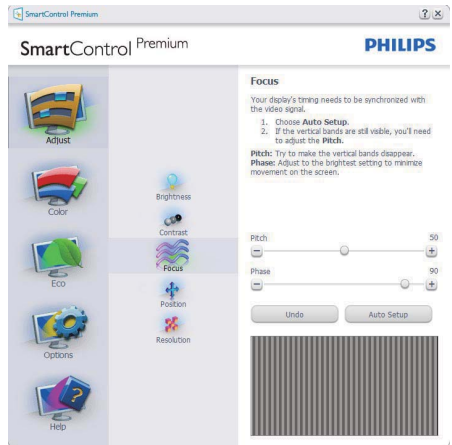 SmartControl Premium
SmartControl Premium
PHILIPS
Adjust
Color
Eco
Options
Help
Brightness
Contrast
Focus
Position
Resolution
Focus
Your display's timing needs to be synchronized with
the video signal.
1. Choose Auto Setup.
2. If the vertical bands are still visible, you'll need
to adjust the Pitch.
Pitch: Try to make the vertical bands disappear.
Phase: Adjust to the brightest setting to minimize
movement on the screen.
Pitch 50
Phase 90
Undo Auto Setup